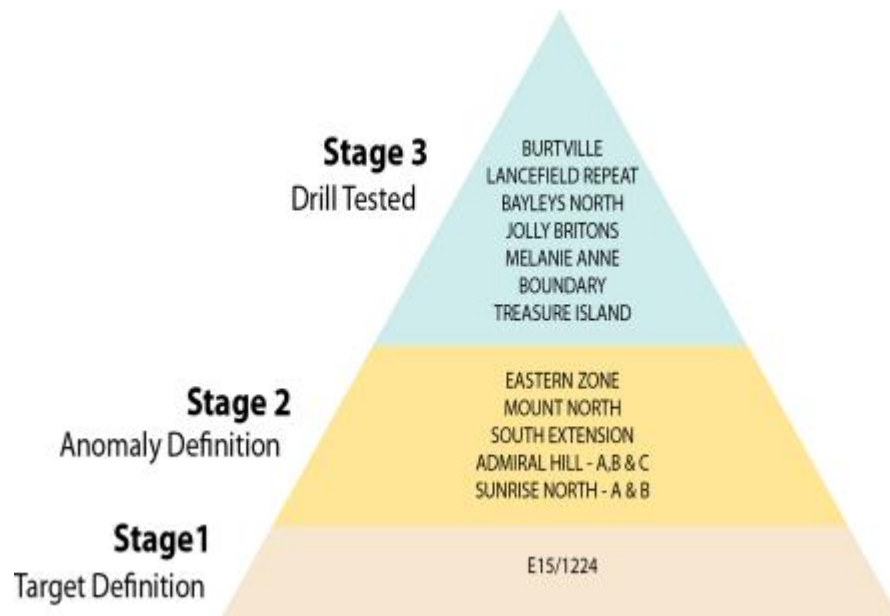 Stage 3
Drill Tested
BURTVILLE
LANCEFIELD REPEAT
BAYLEYS NORTH
JOLLY BRITONS
MELANIE ANNE
BOUNDARY
TREASURE ISLAND
Stage 2
Anomaly Definition
EASTERN ZONE
MOUNT NORTH
SOUTH EXTENSION
ADMIRAL HILL - A,B & C
SUNRISE NORTH - A & B
Stage1
Target Definition
E15/1224